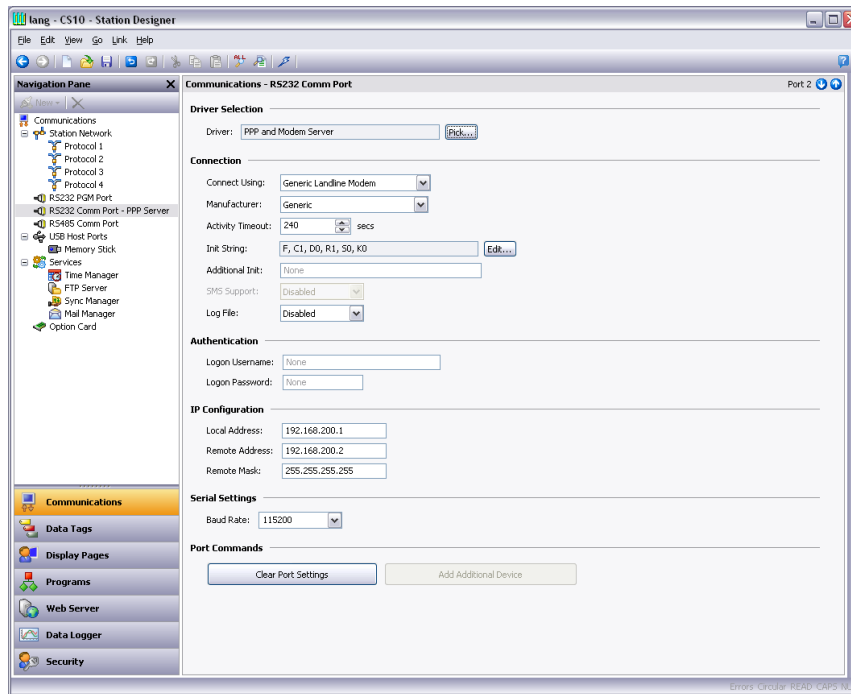 lang - CS10 - Station Designer
File Edit View Go Link Help
Navigation Pane
New
Communications
Station Network
Protocol 1
Protocol 2
Protocol 3
Protocol 4
RS232 PGM Port
RS232 Comm Port - PPP Server
RS485 Comm Port
USB Host Ports
Memory Stick
Services
Time Manager
FTP Server
Sync Manager
Mail Manager
Option Card
Communications
Data Tags
Display Pages
Programs
Web Server
Data Logger
Security
Communications - RS232 Comm Port Port 2
Driver Selection
Driver: PPP and Modem Server Pick...
Connection
Connect Using: Generic Landline Modem
Manufacturer: Generic
Activity Timeout: 240 secs
Init String: F, C1, D0, R1, S0, K0 Edit...
Additional Init: None
SMS Support: Disabled
Log File: Disabled
Authentication
Logon Username: None
Logon Password: None
IP Configuration
Local Address: 192.168.200.1
Remote Address: 192.168.200.2
Remote Mask: 255.255.255.255
Serial Settings
Baud Rate: 115200
Port Commands
Clear Port Settings Add Additional Device
Errors Circular READ CAPS